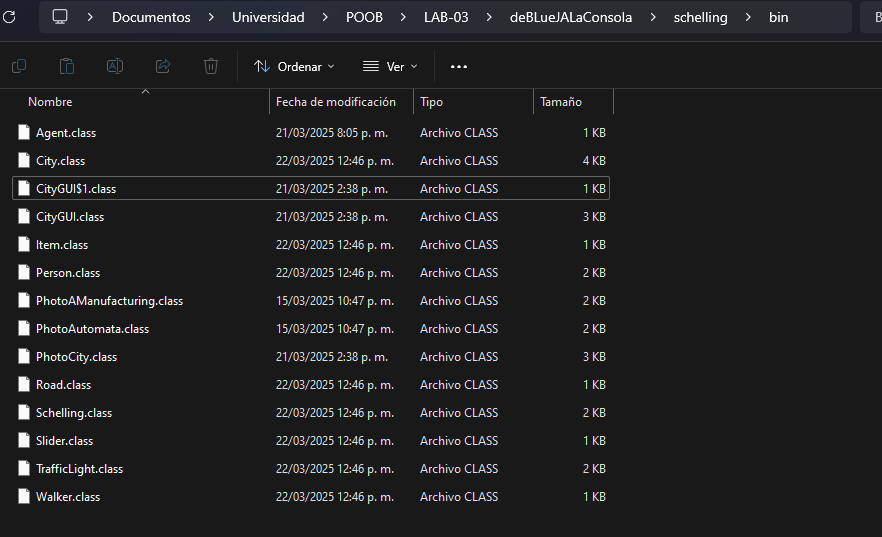 Documentos Universidad POOB LAB-03 deBLueJALaConsola schelling bin B
Ordenar Ver
Nombre Fecha de modificación Tipo Tamaño
Agent.class 21/03/2025 8:05 p. m. Archivo CLASS 1 KB
City.class 22/03/2025 12:46 p. m. Archivo CLASS 4 KB
CityGUI$1.class 21/03/2025 2:38 p. m. Archivo CLASS 1 KB
CityGUI.class 21/03/2025 2:38 p. m. Archivo CLASS 3 KB
Item.class 22/03/2025 12:46 p. m. Archivo CLASS 1 KB
Person.class 22/03/2025 12:46 p. m. Archivo CLASS 2 KB
PhotoAManufacturing.class 15/03/2025 10:47 p. m. Archivo CLASS 2 KB
PhotoAutomata.class 15/03/2025 10:47 p. m. Archivo CLASS 2 KB
PhotoCity.class 21/03/2025 2:38 p. m. Archivo CLASS 3 KB
Road.class 22/03/2025 12:46 p. m. Archivo CLASS 1 KB
Schelling.class 22/03/2025 12:46 p. m. Archivo CLASS 2 KB
Slider.class 22/03/2025 12:46 p. m. Archivo CLASS 1 KB
TrafficLight.class 22/03/2025 12:46 p. m. Archivo CLASS 2 KB
Walker.class 22/03/2025 12:46 p. m. Archivo CLASS 1 KB